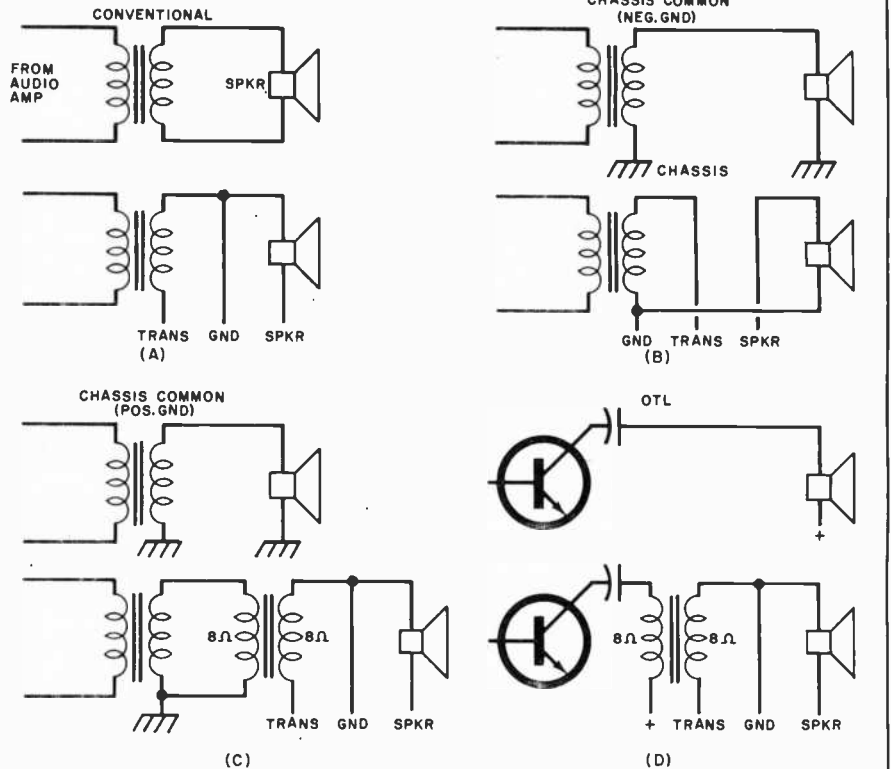 CONVENTIONAL
FROM
AUDIO
AMP
SPKR
TRANS GND SPKR
(A)
CHASSIS COMMON
(NEG. GND)
CHASSIS
GND TRANS SPKR
(B)
CHASSIS COMMON
(POS. GND)
8Ω 8Ω
TRANS GND SPKR
(C)
OTL
+
8Ω 8Ω
+ TRANS GND SPKR
(D)